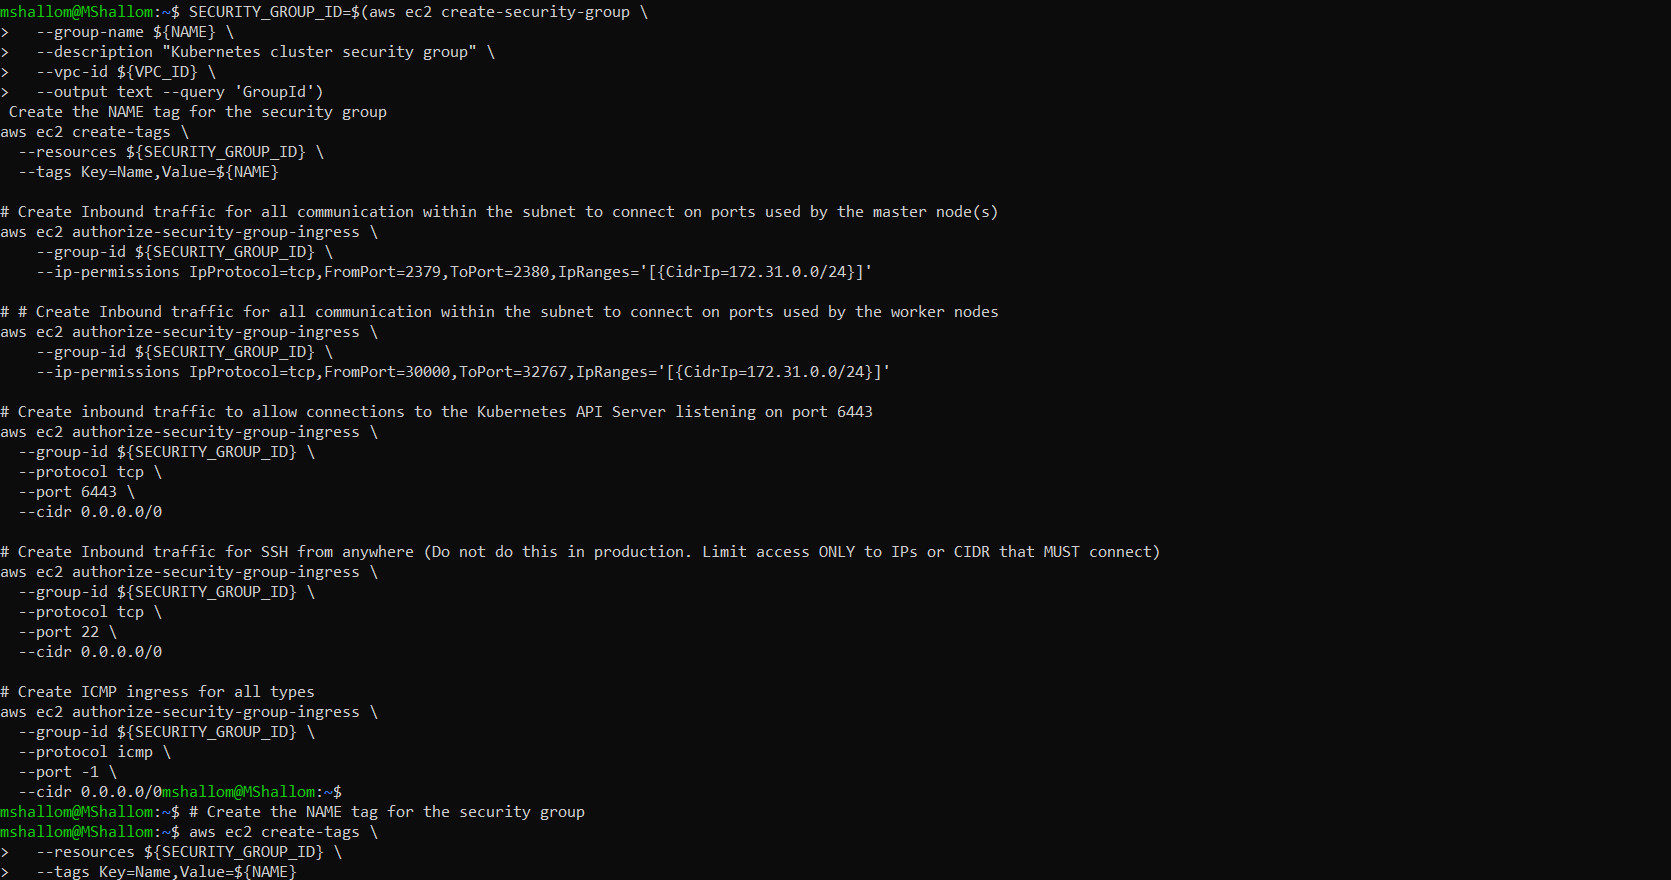 mshallom@MShallom:~$ SECURITY_GROUP_ID=$(aws ec2 create-security-group \
>   --group-name ${NAME} \
>   --description "Kubernetes cluster security group" \
>   --vpc-id ${VPC_ID} \
>   --output text --query 'GroupId')
 Create the NAME tag for the security group
aws ec2 create-tags \
  --resources ${SECURITY_GROUP_ID} \
  --tags Key=Name,Value=${NAME}

# Create Inbound traffic for all communication within the subnet to connect on ports used by the master node(s)
aws ec2 authorize-security-group-ingress \
    --group-id ${SECURITY_GROUP_ID} \
    --ip-permissions IpProtocol=tcp,FromPort=2379,ToPort=2380,IpRanges='[{CidrIp=172.31.0.0/24}]'

# # Create Inbound traffic for all communication within the subnet to connect on ports used by the worker nodes
aws ec2 authorize-security-group-ingress \
    --group-id ${SECURITY_GROUP_ID} \
    --ip-permissions IpProtocol=tcp,FromPort=30000,ToPort=32767,IpRanges='[{CidrIp=172.31.0.0/24}]'

# Create inbound traffic to allow connections to the Kubernetes API Server listening on port 6443
aws ec2 authorize-security-group-ingress \
  --group-id ${SECURITY_GROUP_ID} \
  --protocol tcp \
  --port 6443 \
  --cidr 0.0.0.0/0

# Create Inbound traffic for SSH from anywhere (Do not do this in production. Limit access ONLY to IPs or CIDR that MUST connect)
aws ec2 authorize-security-group-ingress \
  --group-id ${SECURITY_GROUP_ID} \
  --protocol tcp \
  --port 22 \
  --cidr 0.0.0.0/0

# Create ICMP ingress for all types
aws ec2 authorize-security-group-ingress \
  --group-id ${SECURITY_GROUP_ID} \
  --protocol icmp \
  --port -1 \
  --cidr 0.0.0.0/0mshallom@MShallom:~$
mshallom@MShallom:~$ # Create the NAME tag for the security group
mshallom@MShallom:~$ aws ec2 create-tags \
>   --resources ${SECURITY_GROUP_ID} \
>   --tags Key=Name,Value=${NAME}